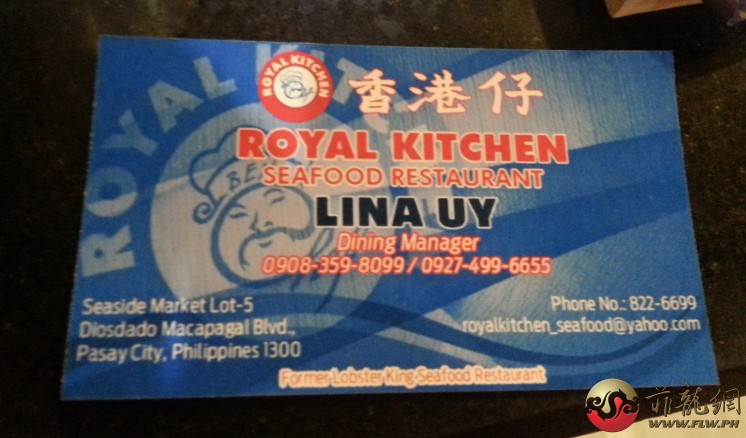 ROYAL KITCHEN
香港仔
ROYAL KITCHEN
SEAFOOD RESTAURANT
LINA UY
Dining Manager
0908-359-8099 / 0927-499-6655
Seaside Market Lot-5
Diosdado Macapagal Blvd.,
Pasay City, Philippines 1300
Phone No.: 822-6699
royalkitchen_seafood@yahoo.com
Former Lobster King-Seafood Restaurant
ROYAL KIT
菲龍網
WWW.FLW.PH